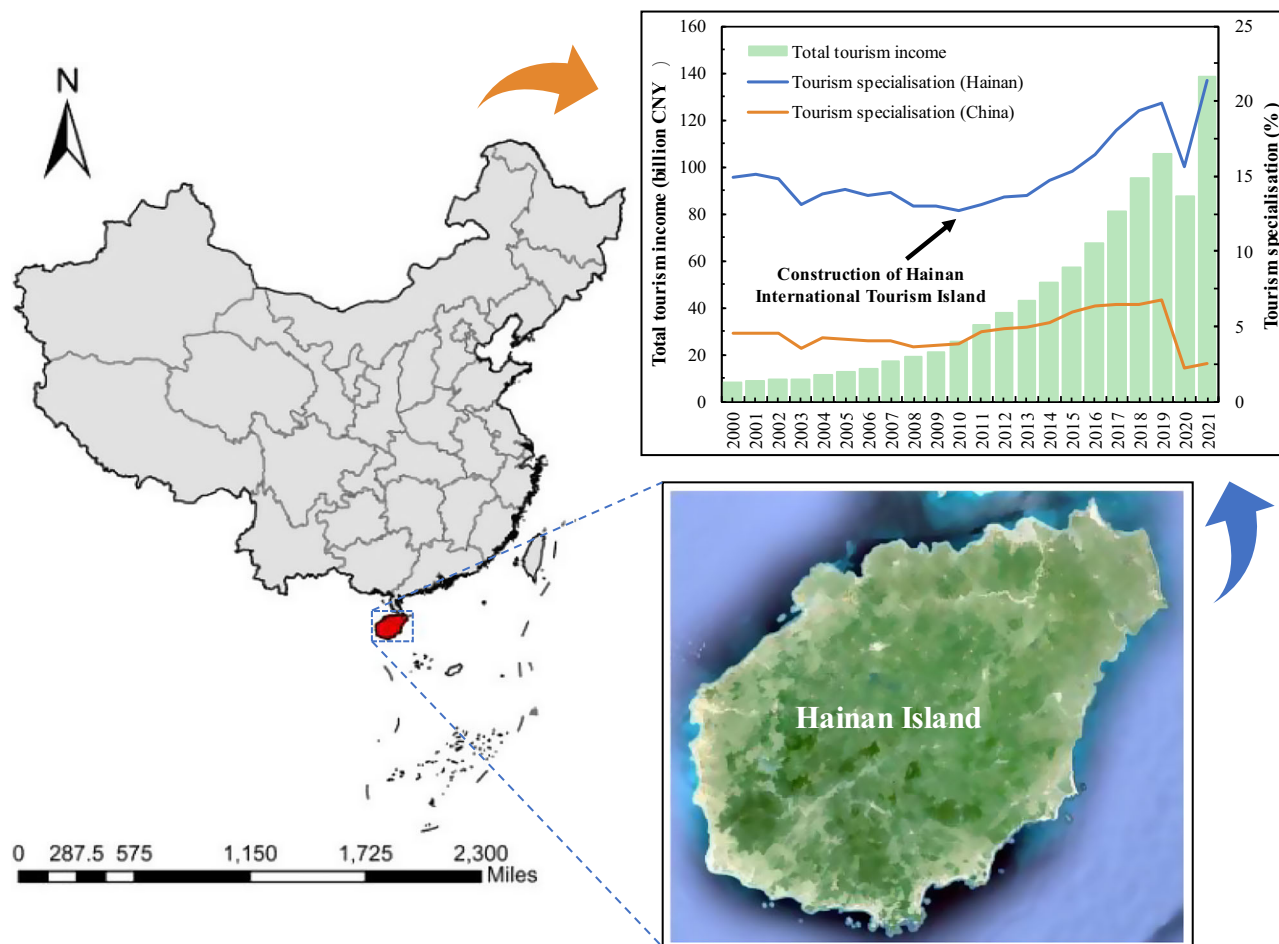 N
0 287.5 575 1,150 1,725 2,300
Miles
Total tourism income (billion CNY）
160
140
120
100
80
60
40
20
0
Total tourism income
Tourism specialisation (Hainan)
Tourism specialisation (China)
Construction of Hainan
International Tourism Island
25
20
15
10
5
0
Tourism specialisation (%)
2000 2001 2002 2003 2004 2005 2006 2007 2008 2009 2010 2011 2012 2013 2014 2015 2016 2017 2018 2019 2020 2021
Hainan Island